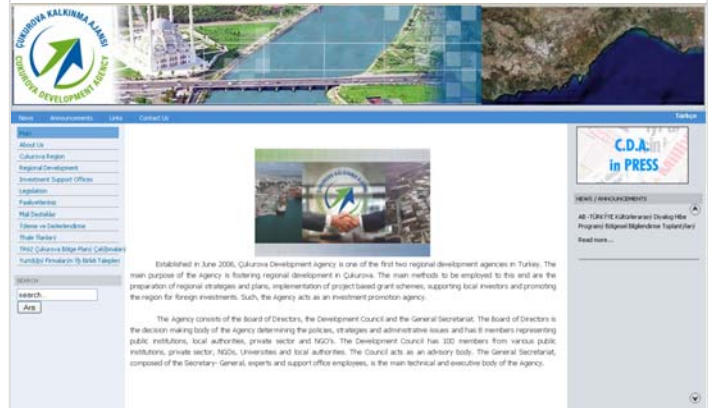 ÇUKUROVA KALKINMA AJANSI
ÇUKUROVA DEVELOPMENT AGENCY
News Announcements Links Contact Us
Türkçe
Main
About Us
Cukurova Region
Regional Development
Investment Support Offices
Legislation
Faaliyetlerimiz
Mali Destekler
İzleme ve Değerlendirme
İhale İlanları
TR62 Çukurova Bölge Planı Çalışmaları
Yurtdışı Firmaların İş Birlik Talepleri
SEARCH
search...
Ara
Established in June 2006, Çukurova Development Agency is one of the first two regional development agencies in Turkey. The
main purpose of the Agency is fostering regional development in Çukurova. The main methods to be employed to this end are the
preparation of regional strategies and plans, implementation of project based grant schemes, supporting local investors and promoting
the region for foreign investments. Such, the Agency acts as an investment promotion agency.
The Agency consists of the Board of Directors, the Development Council and the General Secretariat. The Board of Directors is
the decision making body of the Agency determining the policies, strategies and administrative issues and has 8 members representing
public institutions, local authorities, private sector and NGO's. The Development Council has 100 members from various public
institutions, private sector, NGOs, Universities and local authorities. The Council acts as an advisory body. The General Secretariat,
composed of the Secretary- General, experts and support office employees, is the main technical and executive body of the Agency.
C.D.A.
in PRESS
NEWS / ANNOUNCEMENTS
AB -TÜRKİYE Kültürlerarası Diyalog Hibe
Programı Bölgesel Bilgilendirme Toplantıları
Read more...